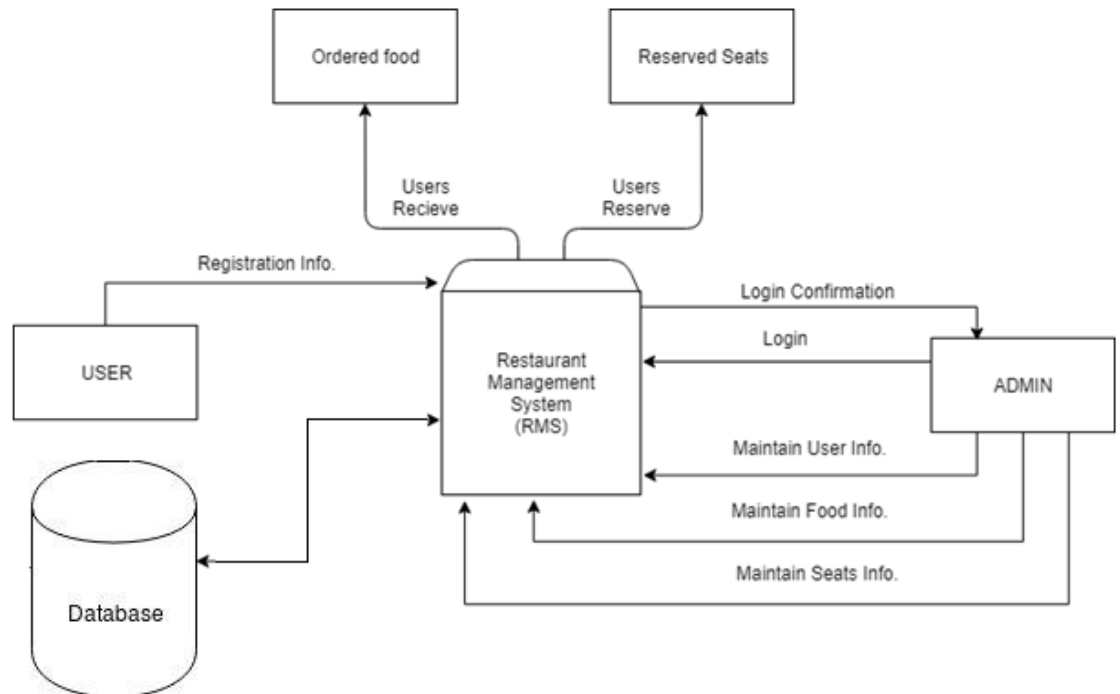 Ordered food
Reserved Seats
Users
Recieve
Users
Reserve
Registration Info.
Login Confirmation
Login
USER
Restaurant
Management
System
(RMS)
ADMIN
Maintain User Info.
Maintain Food Info.
Maintain Seats Info.
Database